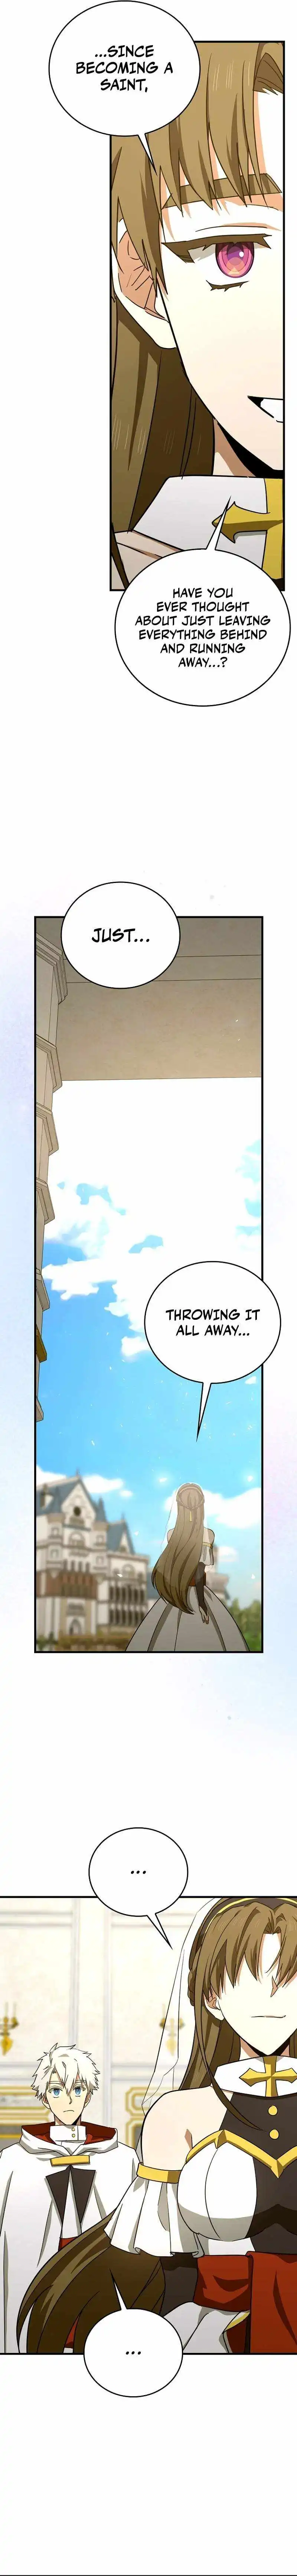 ...SINCE
BECOMING A
SAINT,
HAVE YOU
EVER THOUGHT
ABOUT JUST LEAVING
EVERYTHING BEHIND
AND RUNNING
AWAY...?
JUST...
THROWING IT
ALL AWAY...
...
...